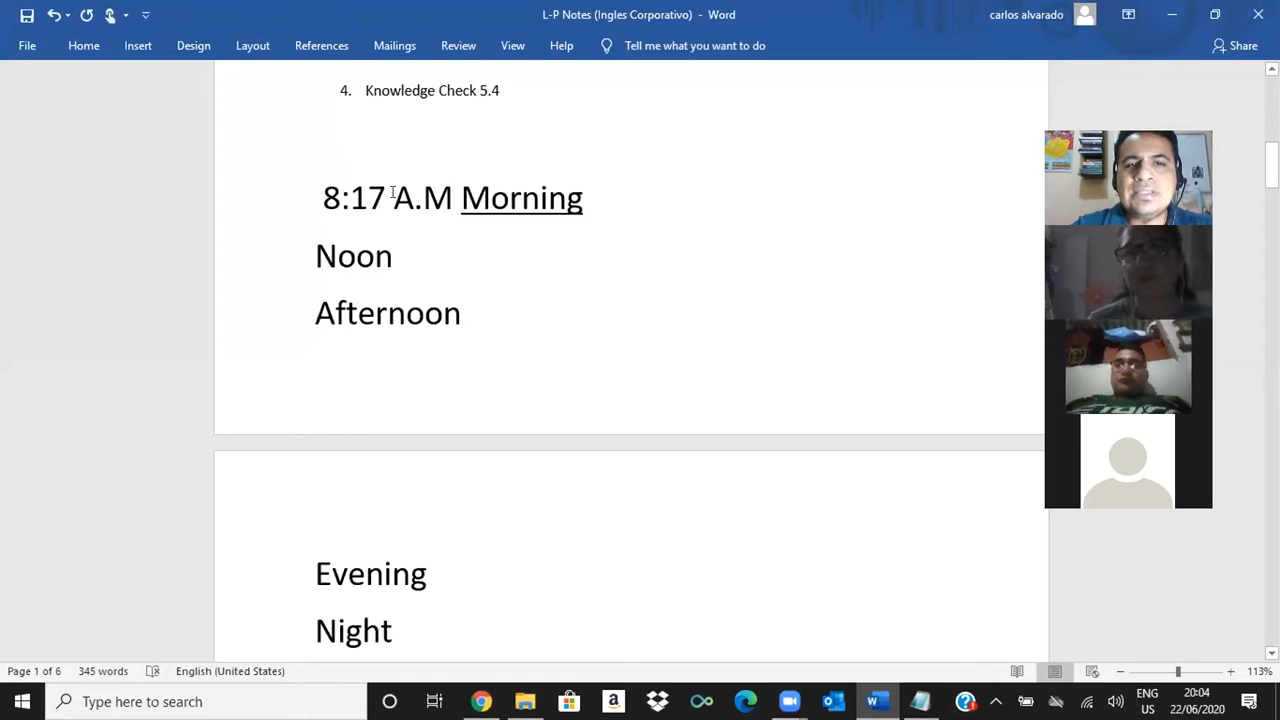 L-P Notes (Ingles Corporativo) - Word
carlos alvarado
File Home Insert Design Layout References Mailings Review View Help Tell me what you want to do Share
4. Knowledge Check 5.4
8:17 A.M Morning
Noon
Afternoon
Evening
Night
Page 1 of 6 345 words English (United States) 113%
Type here to search
ENG
US
20:04
22/06/2020